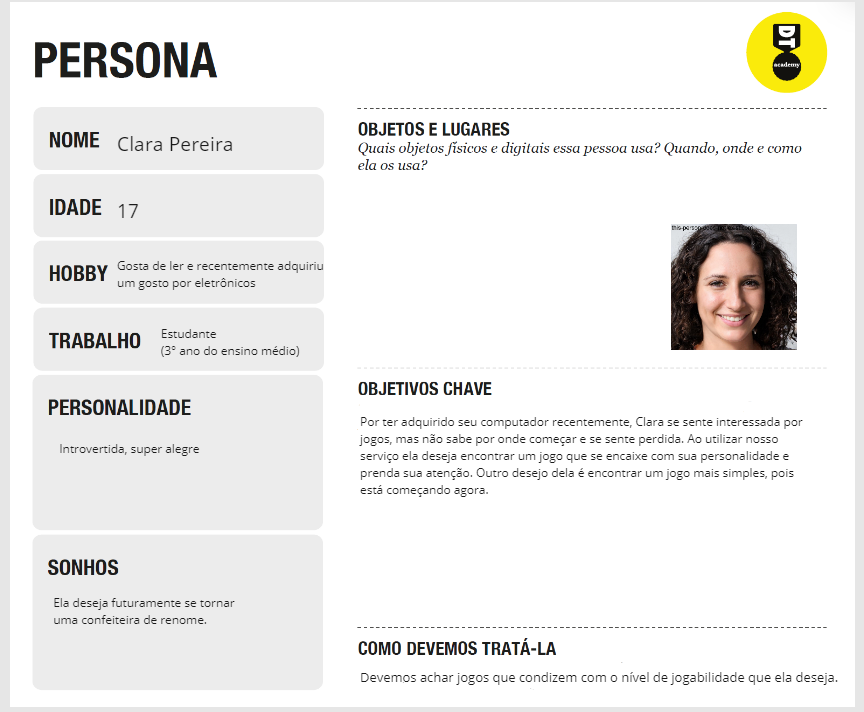 PERSONA
DT
academy
NOME Clara Pereira
IDADE 17
HOBBY Gosta de ler e recentemente adquiriu
um gosto por eletrônicos
TRABALHO Estudante
(3° ano do ensino médio)
PERSONALIDADE
Introvertida, super alegre
SONHOS
Ela deseja futuramente se tornar
uma confeiteira de renome.
OBJETOS E LUGARES
Quais objetos físicos e digitais essa pessoa usa? Quando, onde e como
ela os usa?
OBJETIVOS CHAVE
Por ter adquirido seu computador recentemente, Clara se sente interessada por
jogos, mas não sabe por onde começar e se sente perdida. Ao utilizar nosso
serviço ela deseja encontrar um jogo que se encaixe com sua personalidade e
prenda sua atenção. Outro desejo dela é encontrar um jogo mais simples, pois
está começando agora.
COMO DEVEMOS TRATÁ-LA
Devemos achar jogos que condizem com o nível de jogabilidade que ela deseja.